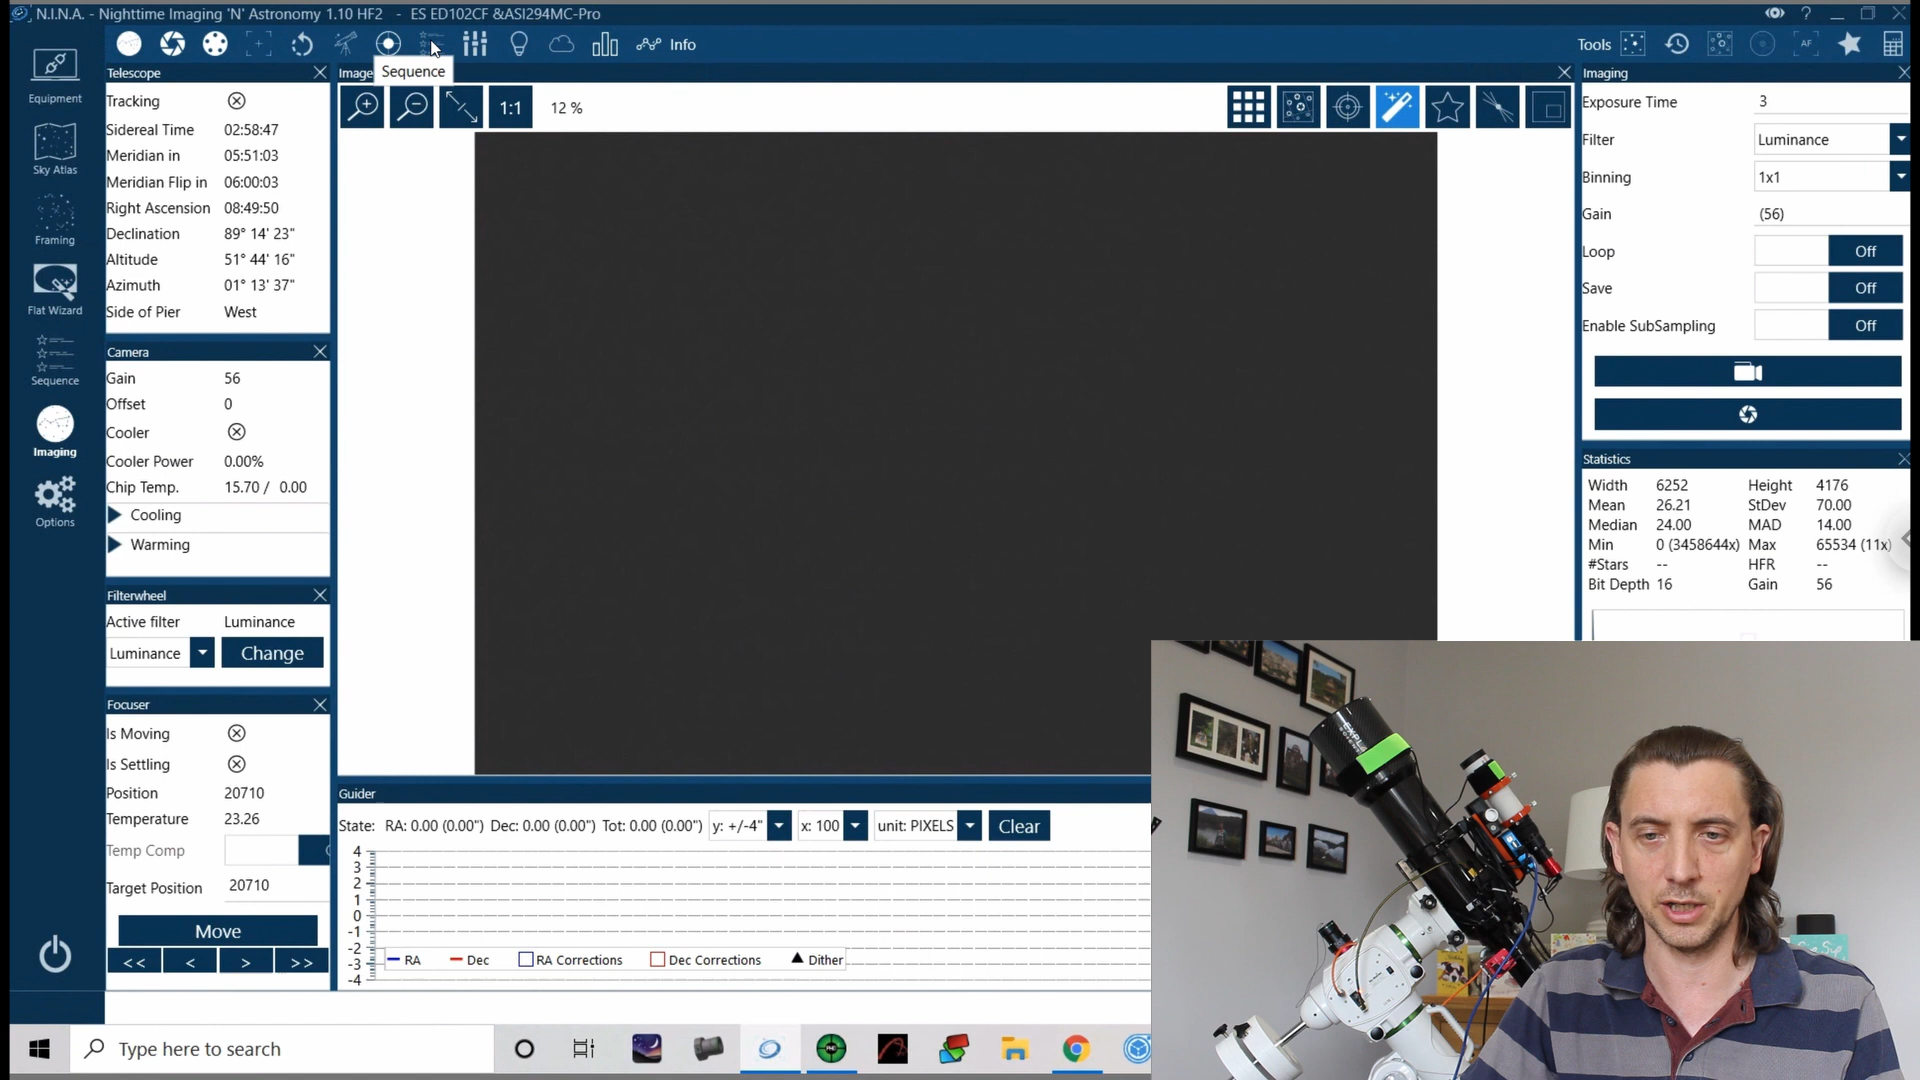 N.I.N.A. - Nighttime Imaging 'N' Astronomy 1.10 HF2 - ES ED102CF &ASI294MC-Pro
Info
Tools
AF
Sequence
Equipment
Sky Atlas
Framing
Flat Wizard
Sequence
Imaging
Options
Telescope
Tracking
Sidereal Time 02:58:47
Meridian in 05:51:03
Meridian Flip in 06:00:03
Right Ascension 08:49:50
Declination 89° 14' 23"
Altitude 51° 44' 16"
Azimuth 01° 13' 37"
Side of Pier West
Camera
Gain 56
Offset 0
Cooler
Cooler Power 0.00%
Chip Temp. 15.70 / 0.00
Cooling
Warming
Filterwheel
Active filter Luminance
Luminance Change
Focuser
Is Moving
Is Settling
Position 20710
Temperature 23.26
Temp Comp
Target Position 20710
Move
<< < > >>
Image
1:1 12 %
Guider
State: RA: 0.00 (0.00") Dec: 0.00 (0.00") Tot: 0.00 (0.00") y: +/-4" x: 100 unit: PIXELS Clear
4
3
2
1
0
-1
-2
-3
-4
RA Dec RA Corrections Dec Corrections Dither
Imaging
Exposure Time 3
Filter Luminance
Binning 1x1
Gain (56)
Loop Off
Save Off
Enable SubSampling Off
Statistics
Width 6252 Height 4176
Mean 26.21 StDev 70.00
Median 24.00 MAD 14.00
Min 0 (3458644x) Max 65534 (11x)
#Stars -- HFR --
Bit Depth 16 Gain 56
Type here to search